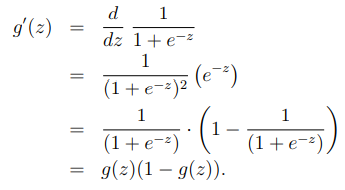 g'(z) = d/dz 1/(1 + e^{-z})
= 1/(1 + e^{-z})^2 (e^{-z})
= 1/(1 + e^{-z}) · (1 − 1/(1 + e^{-z}))
= g(z)(1 − g(z)).